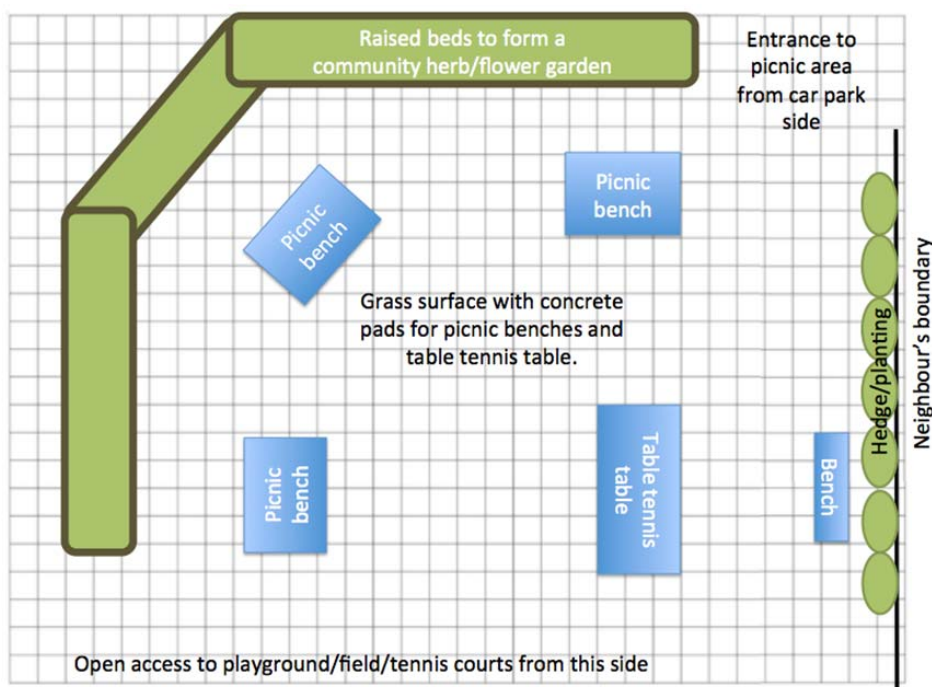 Raised beds to form a
community herb/flower garden
Entrance to
picnic area
from car park
side
Picnic
bench
Picnic
bench
Grass surface with concrete
pads for picnic benches and
table tennis table.
Hedge/planting
Neighbour's boundary
Picnic
bench
Table tennis
table
Bench
Open access to playground/field/tennis courts from this side